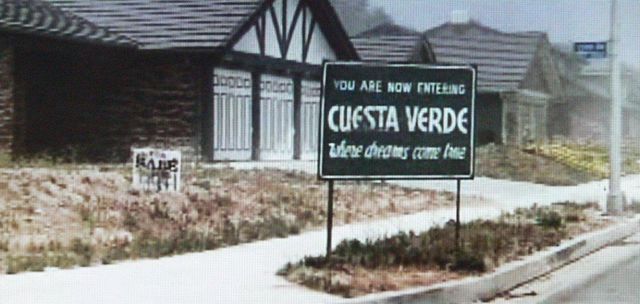 YOU ARE NOW ENTERING
CUESTA VERDE
Where dreams come true